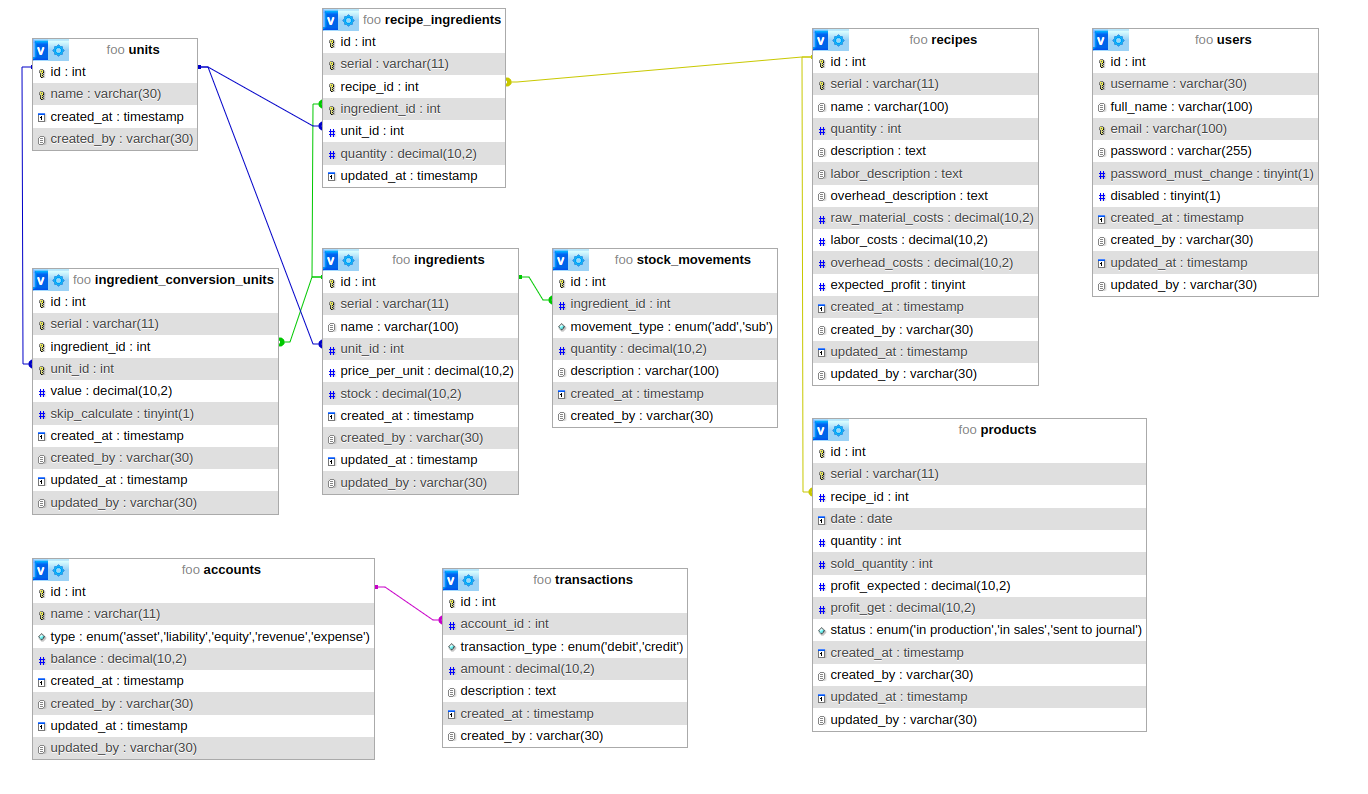 foo units
id : int
name : varchar(30)
created_at : timestamp
created_by : varchar(30)
foo recipe_ingredients
id : int
serial : varchar(11)
recipe_id : int
ingredient_id : int
unit_id : int
quantity : decimal(10,2)
updated_at : timestamp
foo recipes
id : int
serial : varchar(11)
name : varchar(100)
quantity : int
description : text
labor_description : text
overhead_description : text
raw_material_costs : decimal(10,2)
labor_costs : decimal(10,2)
overhead_costs : decimal(10,2)
expected_profit : tinyint
created_at : timestamp
created_by : varchar(30)
updated_at : timestamp
updated_by : varchar(30)
foo users
id : int
username : varchar(30)
full_name : varchar(100)
email : varchar(100)
password : varchar(255)
password_must_change : tinyint(1)
disabled : tinyint(1)
created_at : timestamp
created_by : varchar(30)
updated_at : timestamp
updated_by : varchar(30)
foo ingredient_conversion_units
id : int
serial : varchar(11)
ingredient_id : int
unit_id : int
value : decimal(10,2)
skip_calculate : tinyint(1)
created_at : timestamp
created_by : varchar(30)
updated_at : timestamp
updated_by : varchar(30)
foo ingredients
id : int
serial : varchar(11)
name : varchar(100)
unit_id : int
price_per_unit : decimal(10,2)
stock : decimal(10,2)
created_at : timestamp
created_by : varchar(30)
updated_at : timestamp
updated_by : varchar(30)
foo stock_movements
id : int
ingredient_id : int
movement_type : enum('add','sub')
quantity : decimal(10,2)
description : varchar(100)
created_at : timestamp
created_by : varchar(30)
foo products
id : int
serial : varchar(11)
recipe_id : int
date : date
quantity : int
sold_quantity : int
profit_expected : decimal(10,2)
profit_get : decimal(10,2)
status : enum('in production','in sales','sent to journal')
created_at : timestamp
created_by : varchar(30)
updated_at : timestamp
updated_by : varchar(30)
foo accounts
id : int
name : varchar(11)
type : enum('asset','liability','equity','revenue','expense')
balance : decimal(10,2)
created_at : timestamp
created_by : varchar(30)
updated_at : timestamp
updated_by : varchar(30)
foo transactions
id : int
account_id : int
transaction_type : enum('debit','credit')
amount : decimal(10,2)
description : text
created_at : timestamp
created_by : varchar(30)